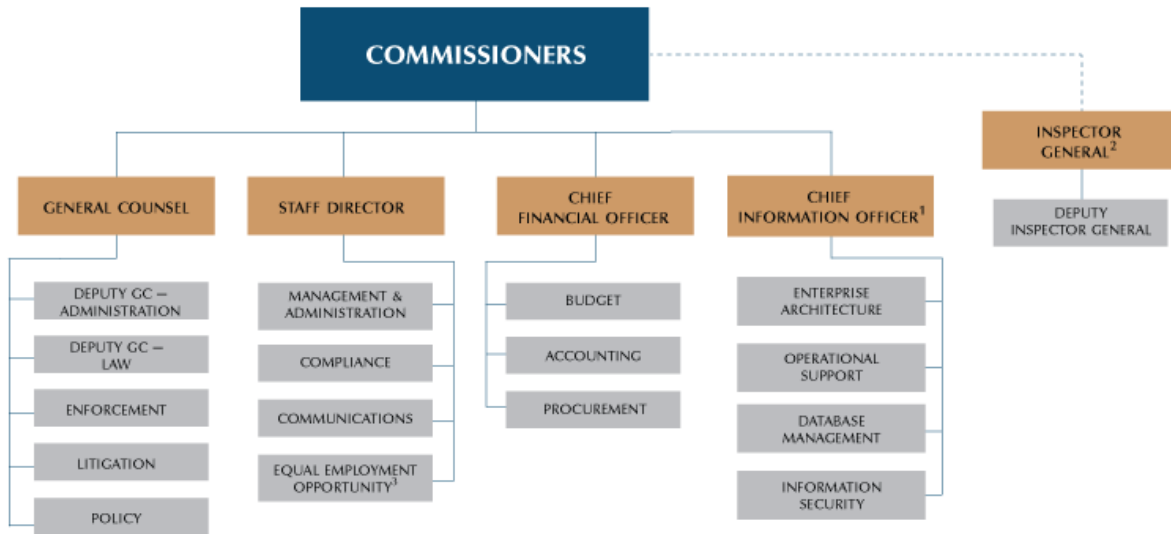 COMMISSIONERS
INSPECTOR
GENERAL²
DEPUTY
INSPECTOR GENERAL
GENERAL COUNSEL
DEPUTY GC —
ADMINISTRATION
DEPUTY GC —
LAW
ENFORCEMENT
LITIGATION
POLICY
STAFF DIRECTOR
MANAGEMENT &
ADMINISTRATION
COMPLIANCE
COMMUNICATIONS
EQUAL EMPLOYMENT
OPPORTUNITY³
CHIEF
FINANCIAL OFFICER
BUDGET
ACCOUNTING
PROCUREMENT
CHIEF
INFORMATION OFFICER¹
ENTERPRISE
ARCHITECTURE
OPERATIONAL
SUPPORT
DATABASE
MANAGEMENT
INFORMATION
SECURITY